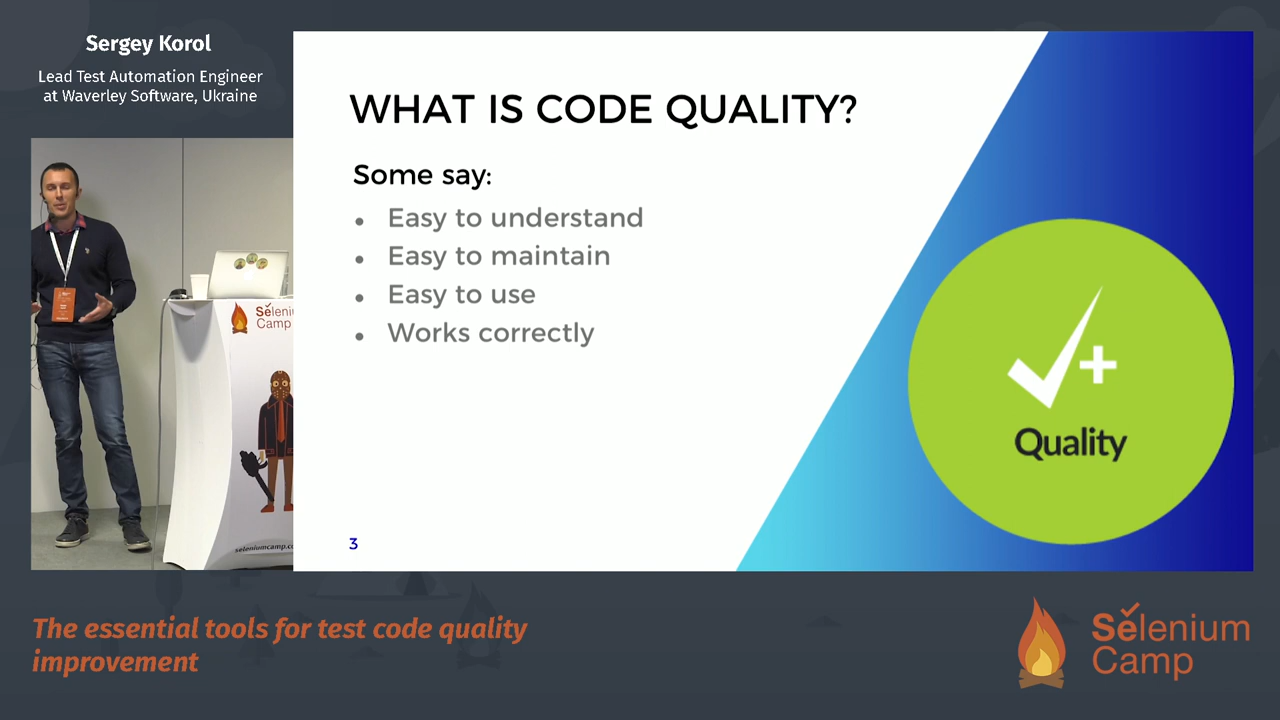 Sergey Korol
Lead Test Automation Engineer
at Waverley Software, Ukraine
WHAT IS CODE QUALITY?
Some say:
• Easy to understand
• Easy to maintain
• Easy to use
• Works correctly
Quality
3
Camp
The essential tools for test code quality
improvement
Selenium
Camp